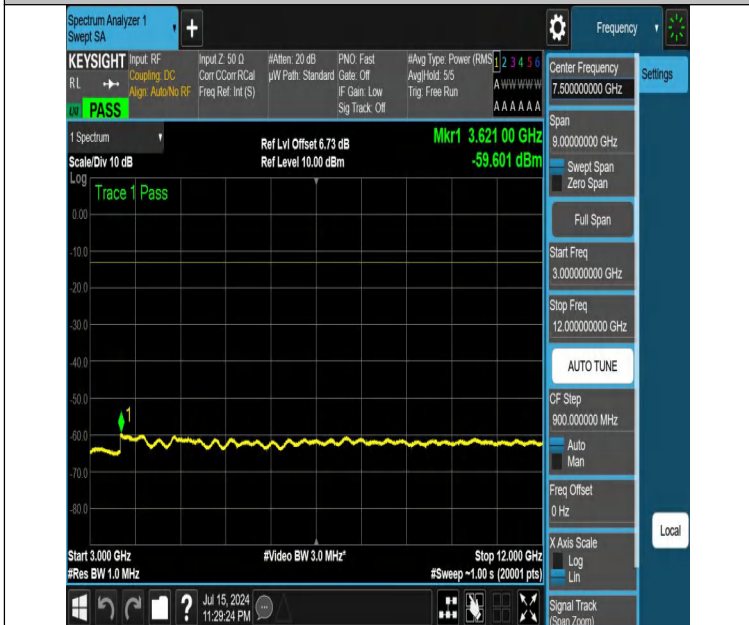 Spectrum Analyzer 1
Swept SA
+
Frequency
KEYSIGHT
RL
LXI
PASS
Input: RF
Coupling: DC
Align: Auto/No RF
Input Z: 50 Ω
Corr CCorr RCal
Freq Ref: Int (S)
#Atten: 20 dB
µW Path: Standard
PNO: Fast
Gate: Off
IF Gain: Low
Sig Track: Off
#Avg Type: Power (RMS
Avg|Hold: 5/5
Trig: Free Run
1 2 3 4 5 6
A W W W W W
A A A A A A
1 Spectrum
Scale/Div 10 dB
Ref Lvl Offset 6.73 dB
Ref Level 10.00 dBm
Mkr1 3.621 00 GHz
-59.601 dBm
Log
Trace 1 Pass
0.00
-10.0
-20.0
-30.0
-40.0
-50.0
-60.0
-70.0
-80.0
1
Start 3.000 GHz
#Res BW 1.0 MHz
#Video BW 3.0 MHz*
Stop 12.000 GHz
#Sweep ~1.00 s (20001 pts)
Center Frequency
7.500000000 GHz
Span
9.00000000 GHz
Swept Span
Zero Span
Full Span
Start Freq
3.000000000 GHz
Stop Freq
12.000000000 GHz
AUTO TUNE
CF Step
900.000000 MHz
Auto
Man
Freq Offset
0 Hz
X Axis Scale
Log
Lin
Signal Track
(Span Zoom)
Settings
Local
?
Jul 15, 2024
11:29:24 PM